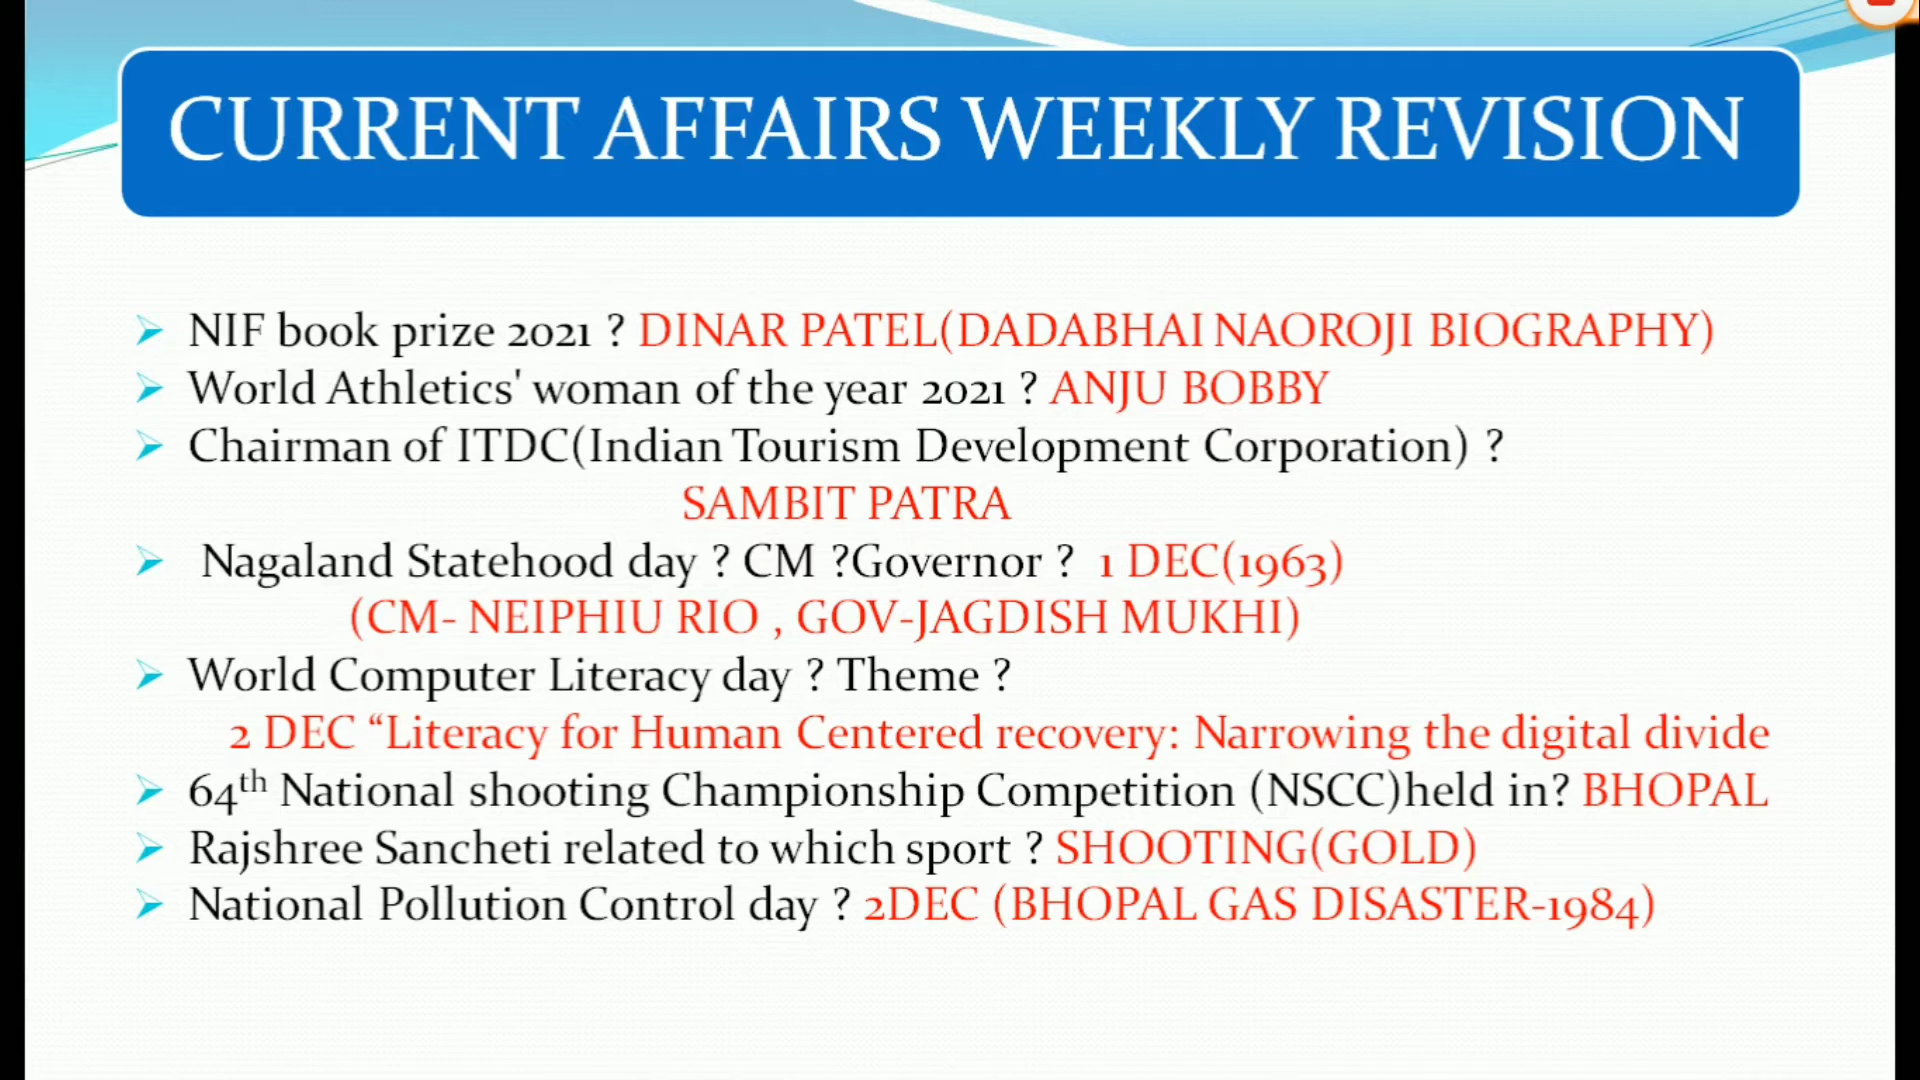 CURRENT AFFAIRS WEEKLY REVISION
NIF book prize 2021 ? DINAR PATEL(DADABHAI NAOROJI BIOGRAPHY)
World Athletics' woman of the year 2021 ? ANJU BOBBY
Chairman of ITDC(Indian Tourism Development Corporation) ?
SAMBIT PATRA
Nagaland Statehood day ? CM ?Governor ? 1 DEC(1963)
(CM- NEIPHIU RIO , GOV-JAGDISH MUKHI)
World Computer Literacy day ? Theme ?
2 DEC “Literacy for Human Centered recovery: Narrowing the digital divide
64th National shooting Championship Competition (NSCC)held in? BHOPAL
Rajshree Sancheti related to which sport ? SHOOTING(GOLD)
National Pollution Control day ? 2DEC (BHOPAL GAS DISASTER-1984)